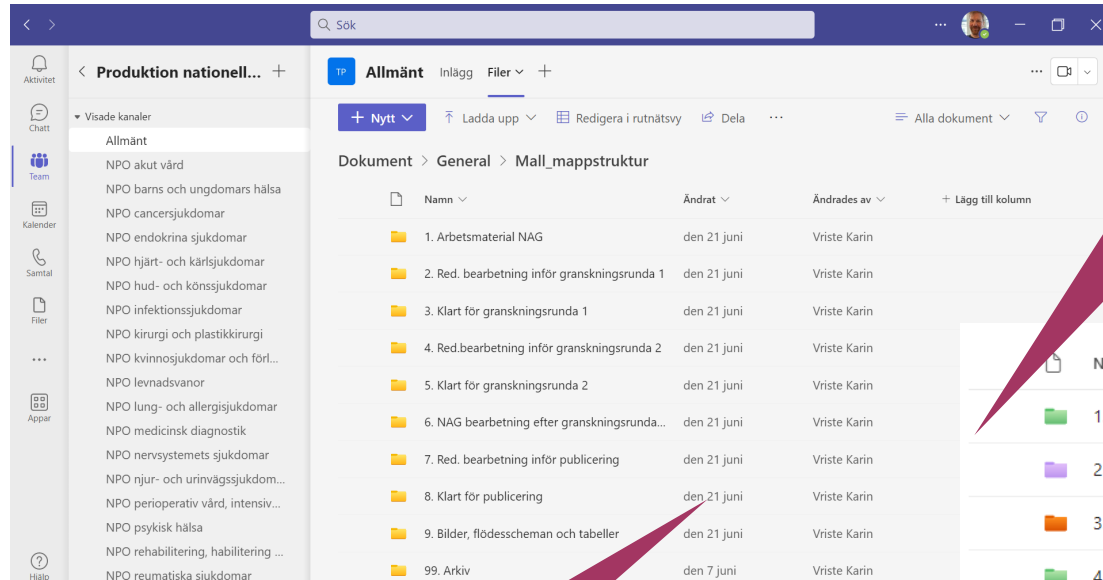 Sök
Aktivitet
Chatt
Team
Kalender
Samtal
Filer
Appar
Hjälp
Produktion nationell...
Visade kanaler
Allmänt
NPO akut vård
NPO barns och ungdomars hälsa
NPO cancersjukdomar
NPO endokrina sjukdomar
NPO hjärt- och kärlsjukdomar
NPO hud- och könssjukdomar
NPO infektionssjukdomar
NPO kirurgi och plastikkirurgi
NPO kvinnosjukdomar och förl...
NPO levnadsvanor
NPO lung- och allergisjukdomar
NPO medicinsk diagnostik
NPO nervsystemets sjukdomar
NPO njur- och urinvägssjukdom...
NPO perioperativ vård, intensiv...
NPO psykisk hälsa
NPO rehabilitering, habilitering ...
NPO reumatiska sjukdomar
TP Allmänt Inlägg Filer
+ Nytt Ladda upp Redigera i rutnätsvy Dela ... Alla dokument
Dokument > General > Mall_mappstruktur
Namn Ändrat Ändrades av + Lägg till kolumn
1. Arbetsmaterial NAG den 21 juni Vriste Karin
2. Red. bearbetning inför granskningsrunda 1 den 21 juni Vriste Karin
3. Klart för granskningsrunda 1 den 21 juni Vriste Karin
4. Red.bearbetning inför granskningsrunda 2 den 21 juni Vriste Karin
5. Klart för granskningsrunda 2 den 21 juni Vriste Karin
6. NAG bearbetning efter granskningsrunda... den 21 juni Vriste Karin
7. Red. bearbetning inför publicering den 21 juni Vriste Karin
8. Klart för publicering den 21 juni Vriste Karin
9. Bilder, flödesscheman och tabeller den 21 juni Vriste Karin
99. Arkiv den 7 juni Vriste Karin
N
1
2
3
4